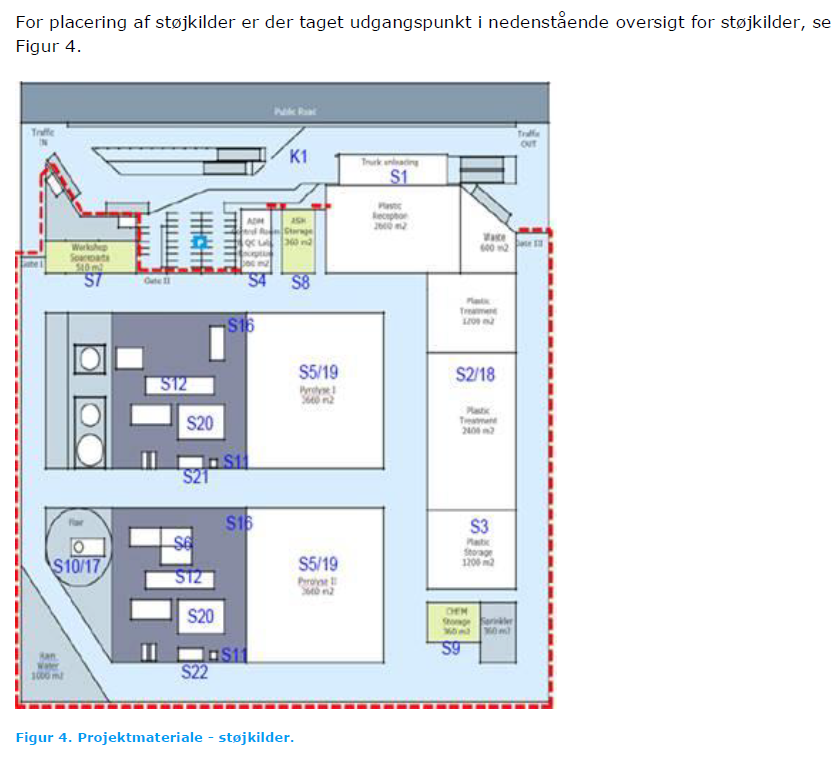 For placering af støjkilder er der taget udgangspunkt i nedenstående oversigt for støjkilder, se
Figur 4.
Public Road
Traffic
IN
Traffic
OUT
K1
Truck unloading
S1
Plastic
Reception
2600 m2
Waste
600 m2
Gate III
ADM
Control Room
& QC Lab.
Reception
ASH
Storage
360 m2
Workshop
Spareparts
510 m2
Gate I
S7
Gate II
S4
S8
Plastic
Treatment
1200 m2
S16
S12
S20
S11
S21
S5/19
Pyrolyse I
3660 m2
S2/18
Plastic
Treatment
2400 m2
S16
Flair
S6
S10/17
S12
S20
S11
S22
S5/19
Pyrolyse II
3660 m2
S3
Plastic
Storage
1200 m2
CHEM
Storage
360 m2
Sprinkler
360 m2
S9
Rain
Water
1000 m2
Figur 4. Projektmateriale - støjkilder.